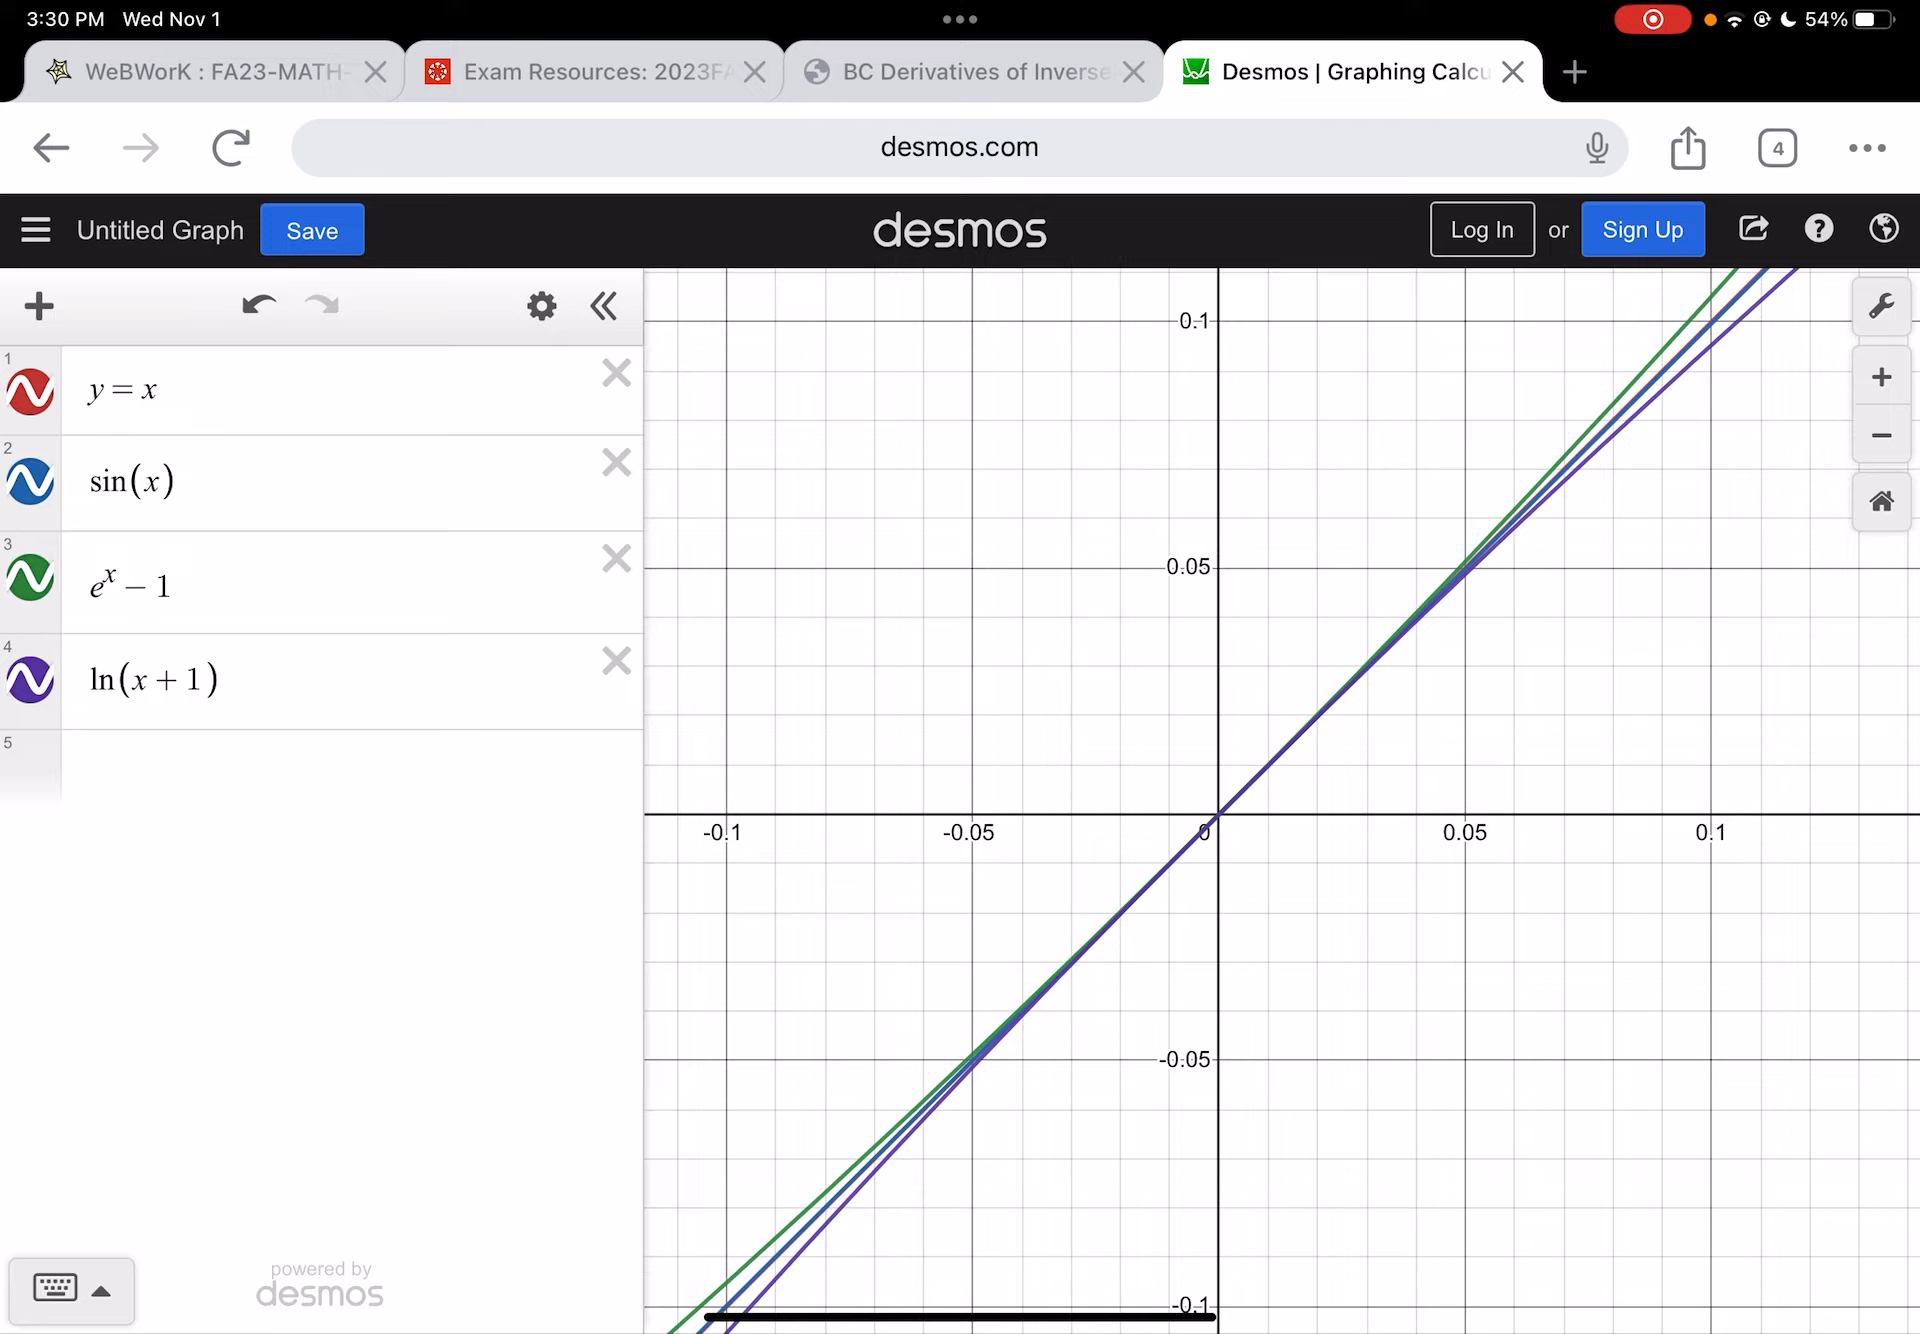 3:30 PM Wed Nov 1
54%
WeBWorK : FA23-MATH-
Exam Resources: 2023FA
BC Derivatives of Inverse
Desmos | Graphing Calcu
desmos.com
4
Untitled Graph
Save
desmos
Log In
or
Sign Up
1
y = x
2
sin(x)
3
eˣ − 1
4
ln(x + 1)
5
0.1
0.05
-0.1
-0.05
0
0.05
0.1
-0.05
-0.1
powered by
desmos